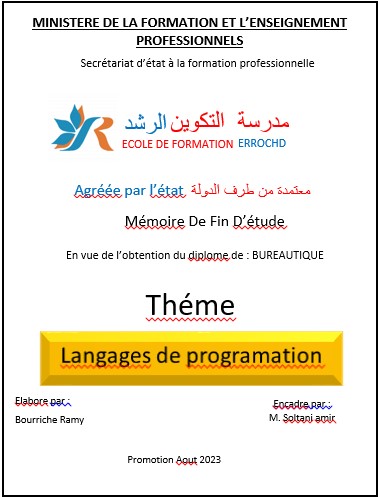 MINISTERE DE LA FORMATION ET L’ENSEIGNEMENT
PROFESSIONNELS
Secrétariat d’état à la formation professionnelle
مدرسة التكوين الرشد
ECOLE DE FORMATION ERROCHD
Agréée par l’état معتمدة من طرف الدولة
Mémoire De Fin D’étude
En vue de l’obtention du diplome de : BUREAUTIQUE
Théme
Langages de programation
Elabore par :
Encadre par :
Bourriche Ramy
M. Soltani amir
Promotion Aout 2023